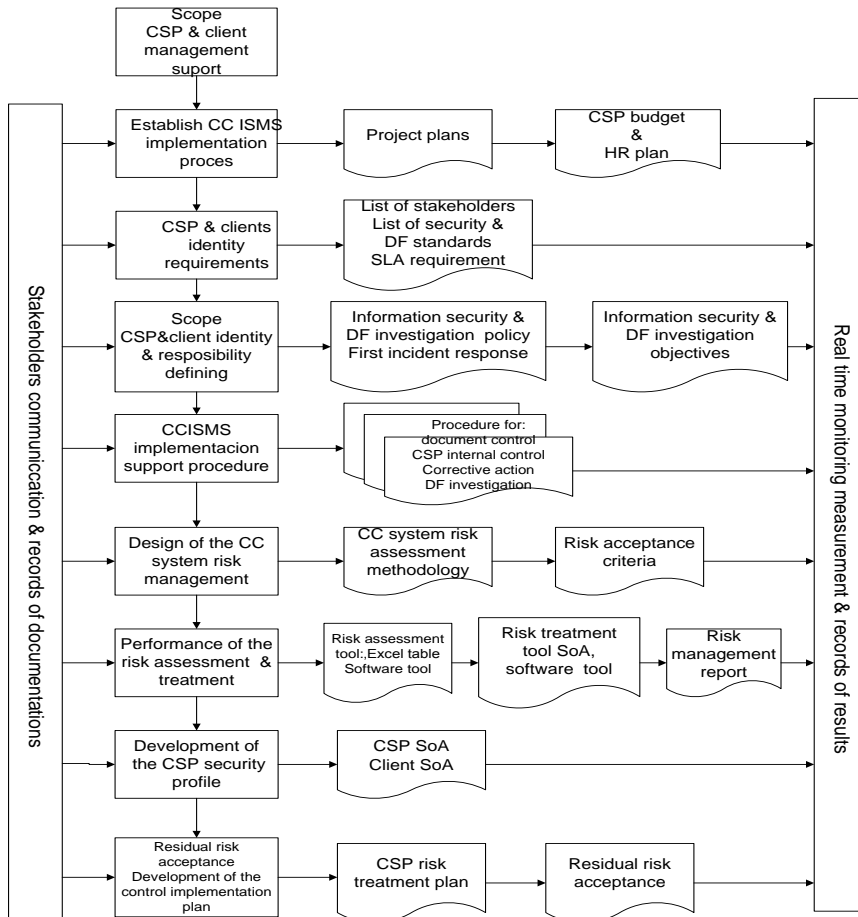 Scope
CSP & client
management
suport
Stakeholders communiccation & records of documentations
Real time monitoring measurement & records of results
Establish CC ISMS
implementation
proces
Project plans
CSP budget
&
HR plan
CSP & clients
identity
requirements
List of stakeholders
List of security &
DF standards
SLA requirement
Scope
CSP&client identity
& resposibility
defining
Information security &
DF investigation policy
First incident response
Information security &
DF investigation
objectives
CCISMS
implementacion
support procedure
Procedure for:
document control
CSP internal control
Corrective action
DF investigation
Design of the CC
system risk
management
CC system risk
assessment
methodology
Risk acceptance
criteria
Performance of the
risk assessment &
treatment
Risk assessment
tool:,Excel table
Software tool
Risk treatment
tool SoA,
software tool
Risk
management
report
Development of
the CSP security
profile
CSP SoA
Client SoA
Residual risk
acceptance
Development of the
control implementation
plan
CSP risk
treatment plan
Residual risk
acceptance